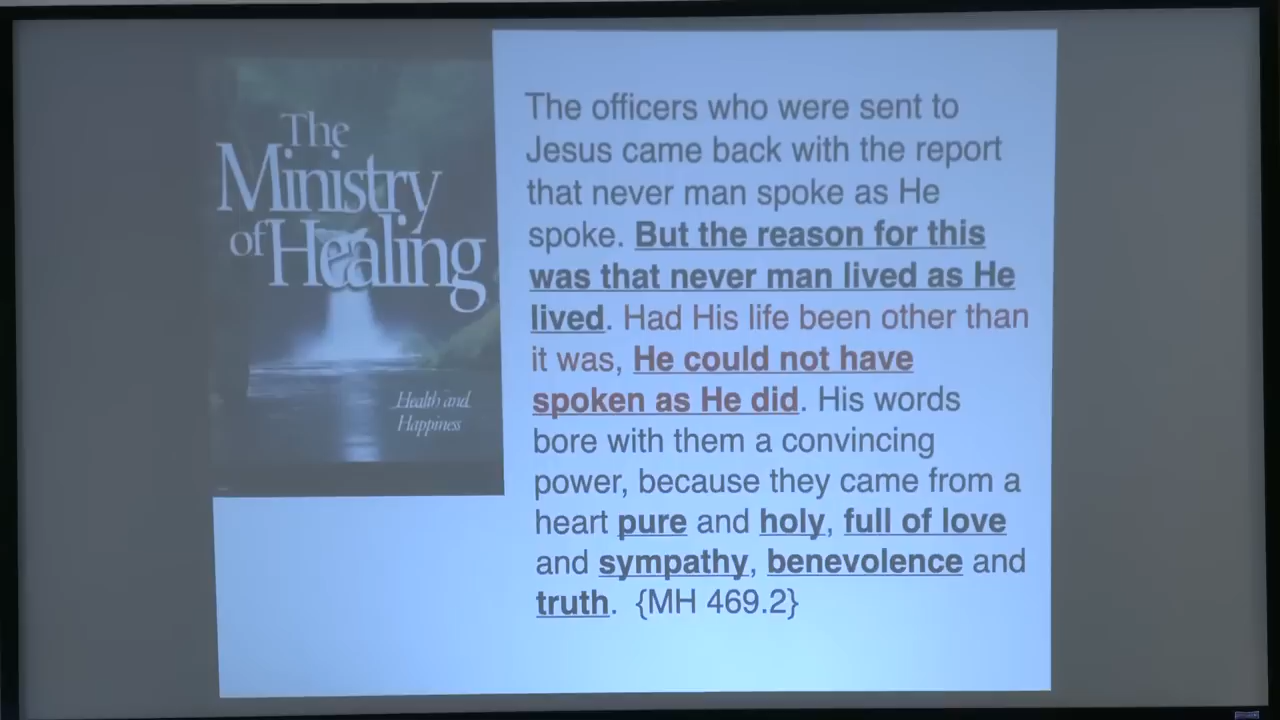 The
Ministry
of Healing
Health and
Happiness
The officers who were sent to
Jesus came back with the report
that never man spoke as He
spoke. But the reason for this
was that never man lived as He
lived. Had His life been other than
it was, He could not have
spoken as He did. His words
bore with them a convincing
power, because they came from a
heart pure and holy, full of love
and sympathy, benevolence and
truth. {MH 469.2}